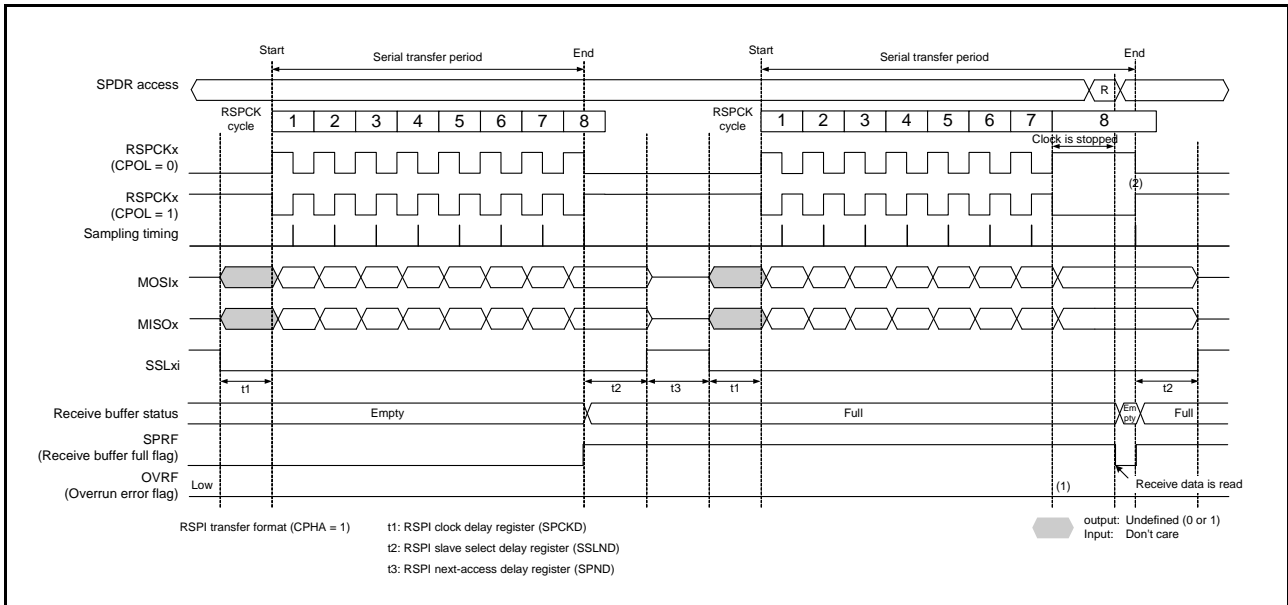 Start
Serial transfer period
End
Start
Serial transfer period
End
SPDR access
R
RSPCK
cycle
1 2 3 4 5 6 7 8
RSPCK
cycle
1 2 3 4 5 6 7 8
Clock is stopped
RSPCKx
(CPOL = 0)
(2)
RSPCKx
(CPOL = 1)
Sampling timing
MOSIx
MISOx
SSLxi
t1
t2
t3
t1
t2
Receive buffer status
Empty
Full
Em
pty
Full
SPRF
(Receive buffer full flag)
OVRF
(Overrun error flag)
Low
(1)
Receive data is read
RSPI transfer format (CPHA = 1)
t1: RSPI clock delay register (SPCKD)
t2: RSPI slave select delay register (SSLND)
t3: RSPI next-access delay register (SPND)
output: Undefined (0 or 1)
Input: Don't care